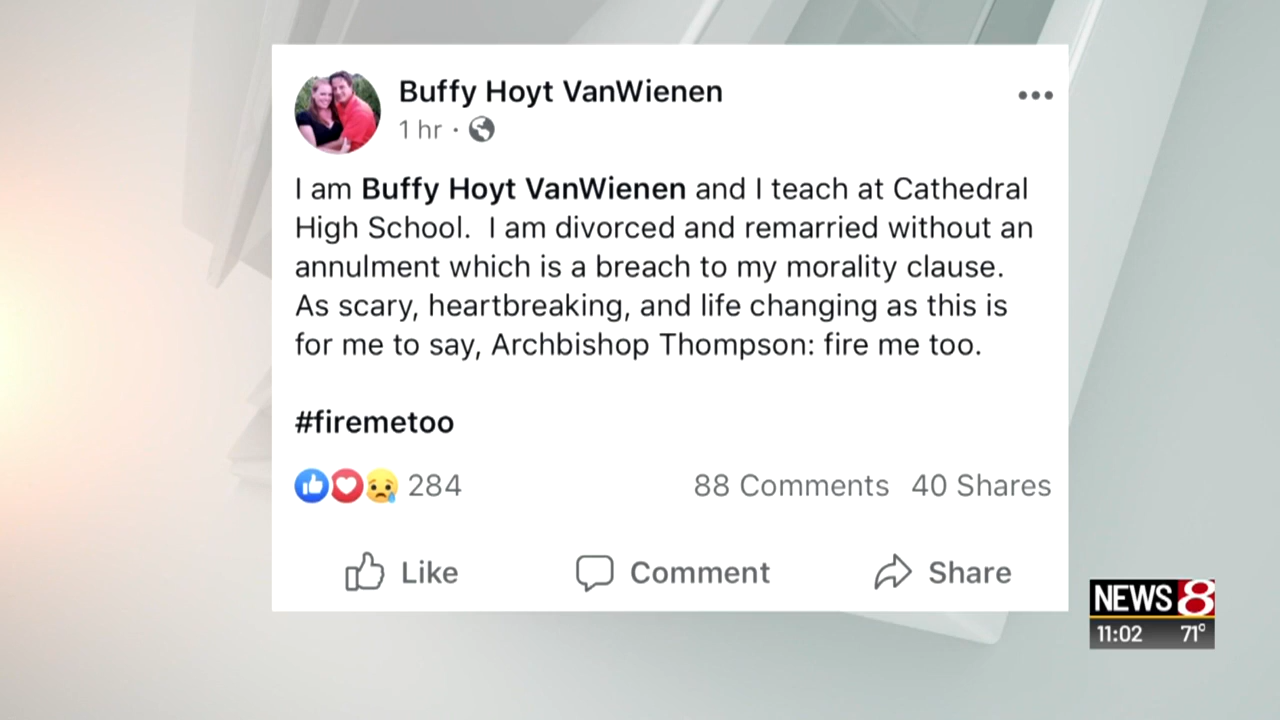 Buffy Hoyt VanWienen
1 hr ·
I am Buffy Hoyt VanWienen and I teach at Cathedral
High School.  I am divorced and remarried without an
annulment which is a breach to my morality clause.
As scary, heartbreaking, and life changing as this is
for me to say, Archbishop Thompson: fire me too.
#firemetoo
284 88 Comments 40 Shares
Like Comment Share
NEWS 8
11:02 71°